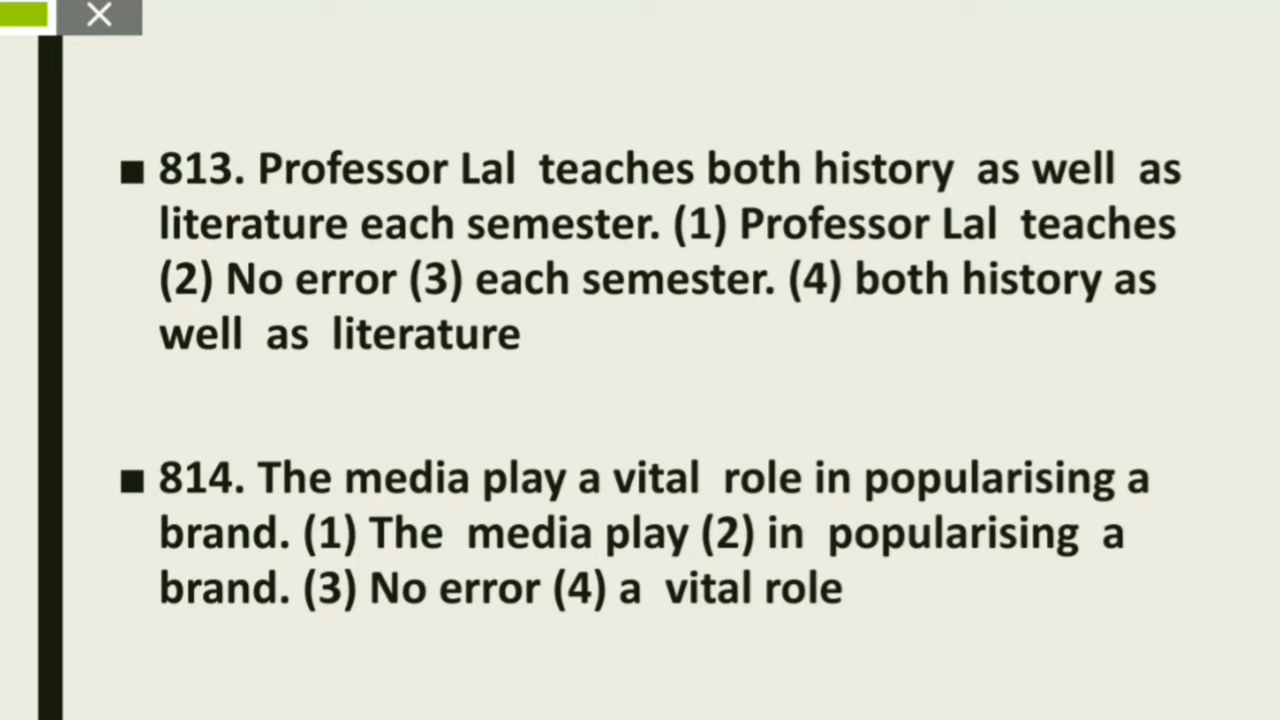 ■ 813. Professor Lal teaches both history as well as
literature each semester. (1) Professor Lal teaches
(2) No error (3) each semester. (4) both history as
well as literature
■ 814. The media play a vital role in popularising a
brand. (1) The media play (2) in popularising a
brand. (3) No error (4) a vital role